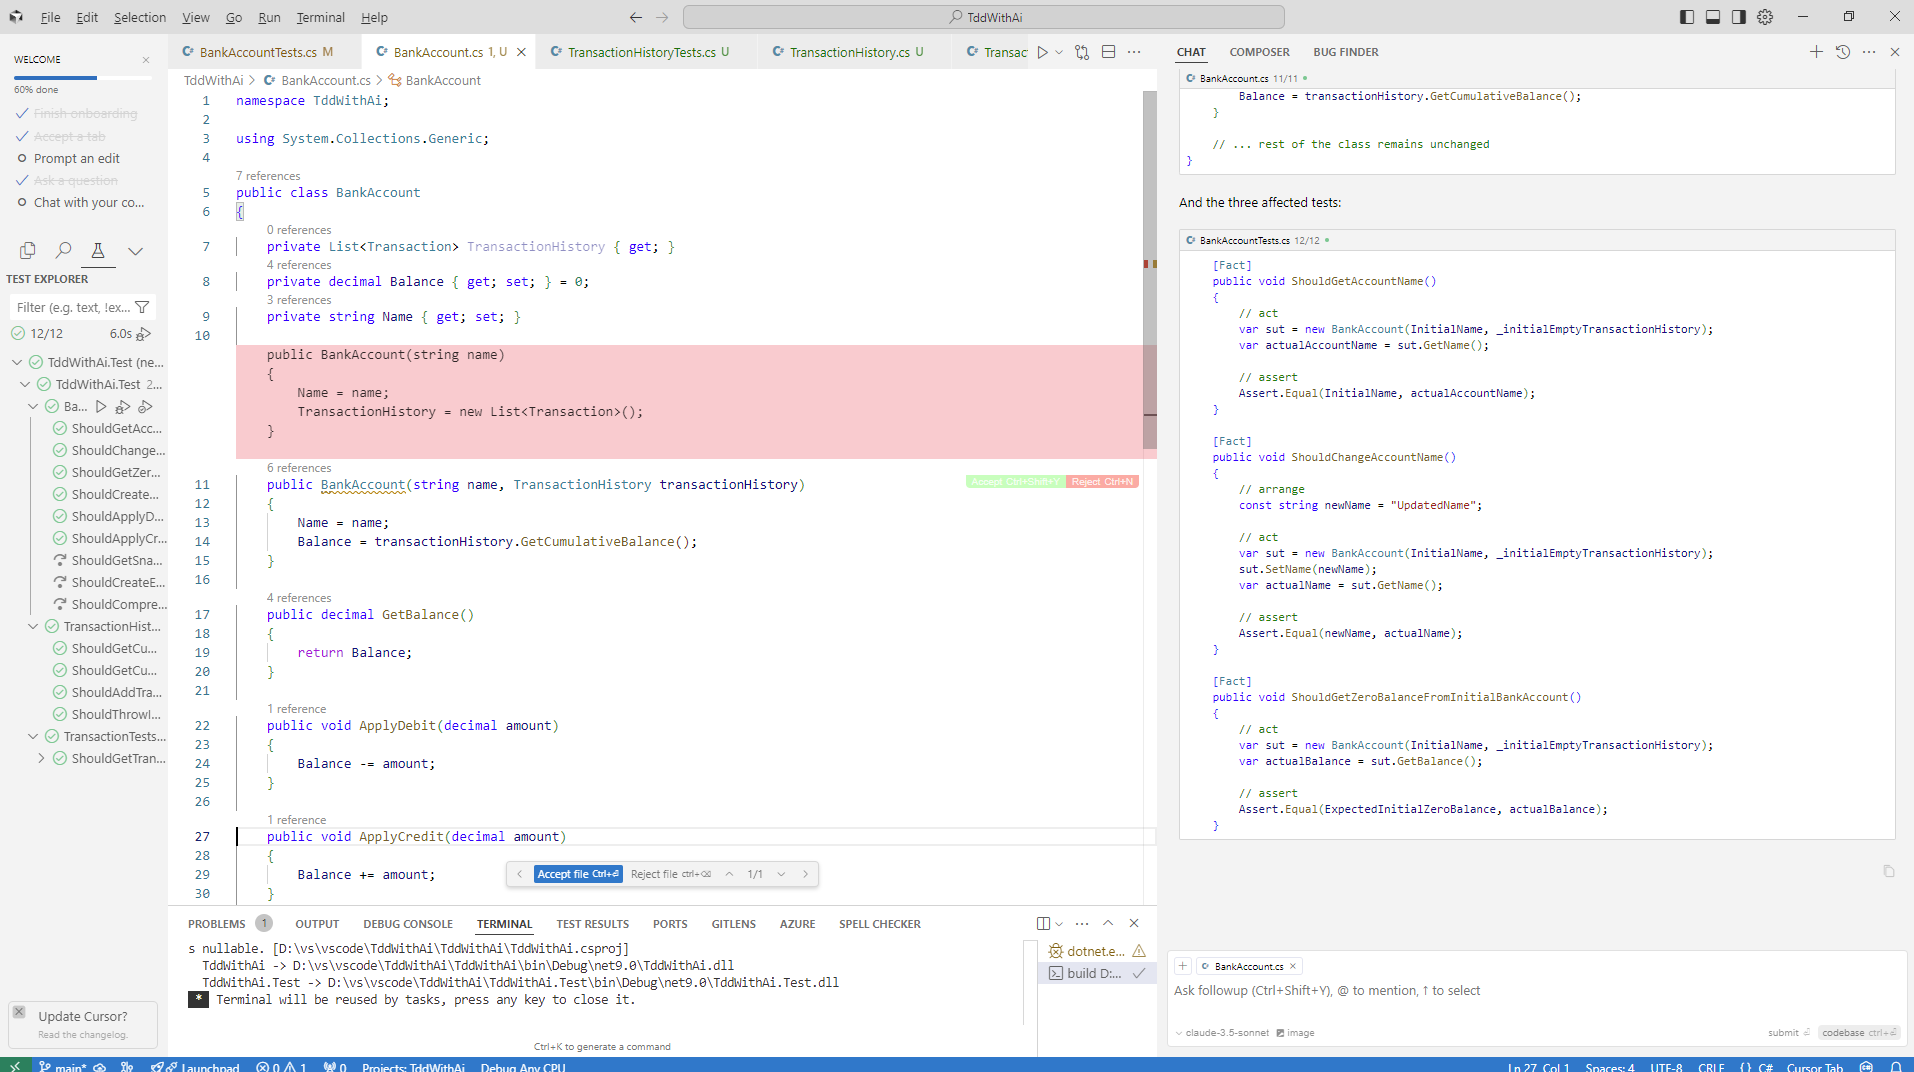 File Edit Selection View Go Run Terminal Help
TddWithAi
WELCOME
60% done
Finish onboarding
Accept a tab
Prompt an edit
Ask a question
Chat with your co...
TEST EXPLORER
Filter (e.g. text, !ex...
12/12 6.0s
TddWithAi.Test (ne...
TddWithAi.Test 2...
Ba...
ShouldGetAcc...
ShouldChange...
ShouldGetZer...
ShouldCreate...
ShouldApplyD...
ShouldApplyCr...
ShouldGetSna...
ShouldCreateE...
ShouldCompre...
TransactionHist...
ShouldGetCu...
ShouldGetCu...
ShouldAddTra...
ShouldThrowI...
TransactionTests...
ShouldGetTran...
Update Cursor?
Read the changelog.
BankAccountTests.cs M
BankAccount.cs 1, U
TransactionHistoryTests.cs U
TransactionHistory.cs U
Transac
TddWithAi > BankAccount.cs > BankAccount
1 namespace TddWithAi;
2
3 using System.Collections.Generic;
4
7 references
5 public class BankAccount
6 {
0 references
7 private List<Transaction> TransactionHistory { get; }
4 references
8 private decimal Balance { get; set; } = 0;
3 references
9 private string Name { get; set; }
10
public BankAccount(string name)
{
Name = name;
TransactionHistory = new List<Transaction>();
}
6 references
11 public BankAccount(string name, TransactionHistory transactionHistory)
Accept Ctrl+Shift+Y Reject Ctrl+N
12 {
13 Name = name;
14 Balance = transactionHistory.GetCumulativeBalance();
15 }
16
4 references
17 public decimal GetBalance()
18 {
19 return Balance;
20 }
21
1 reference
22 public void ApplyDebit(decimal amount)
23 {
24 Balance -= amount;
25 }
26
1 reference
27 public void ApplyCredit(decimal amount)
28 {
29 Balance += amount;
30 }
Accept file Ctrl+⏎ Reject file ctrl+⌫ 1/1
PROBLEMS 1 OUTPUT DEBUG CONSOLE TERMINAL TEST RESULTS PORTS GITLENS AZURE SPELL CHECKER
s nullable. [D:\vs\vscode\TddWithAi\TddWithAi\TddWithAi.csproj]
TddWithAi -> D:\vs\vscode\TddWithAi\TddWithAi\bin\Debug\net9.0\TddWithAi.dll
TddWithAi.Test -> D:\vs\vscode\TddWithAi\TddWithAi.Test\bin\Debug\net9.0\TddWithAi.Test.dll
* Terminal will be reused by tasks, press any key to close it.
dotnet.e...
build D:...
Ctrl+K to generate a command
CHAT COMPOSER BUG FINDER
BankAccount.cs 11/11
Balance = transactionHistory.GetCumulativeBalance();
}
// ... rest of the class remains unchanged
}
And the three affected tests:
BankAccountTests.cs 12/12
[Fact]
public void ShouldGetAccountName()
{
// act
var sut = new BankAccount(InitialName, _initialEmptyTransactionHistory);
var actualAccountName = sut.GetName();
// assert
Assert.Equal(InitialName, actualAccountName);
}
[Fact]
public void ShouldChangeAccountName()
{
// arrange
const string newName = "UpdatedName";
// act
var sut = new BankAccount(InitialName, _initialEmptyTransactionHistory);
sut.SetName(newName);
var actualName = sut.GetName();
// assert
Assert.Equal(newName, actualName);
}
[Fact]
public void ShouldGetZeroBalanceFromInitialBankAccount()
{
// act
var sut = new BankAccount(InitialName, _initialEmptyTransactionHistory);
var actualBalance = sut.GetBalance();
// assert
Assert.Equal(ExpectedInitialZeroBalance, actualBalance);
}
BankAccount.cs
Ask followup (Ctrl+Shift+Y), @ to mention, ↑ to select
claude-3.5-sonnet image
submit ⏎ codebase ctrl+⏎
main* Launchpad 0 1 0 Projects: TddWithAi Debug Any CPU
Ln 27, Col 1 Spaces: 4 UTF-8 CRLF {} C# Cursor Tab